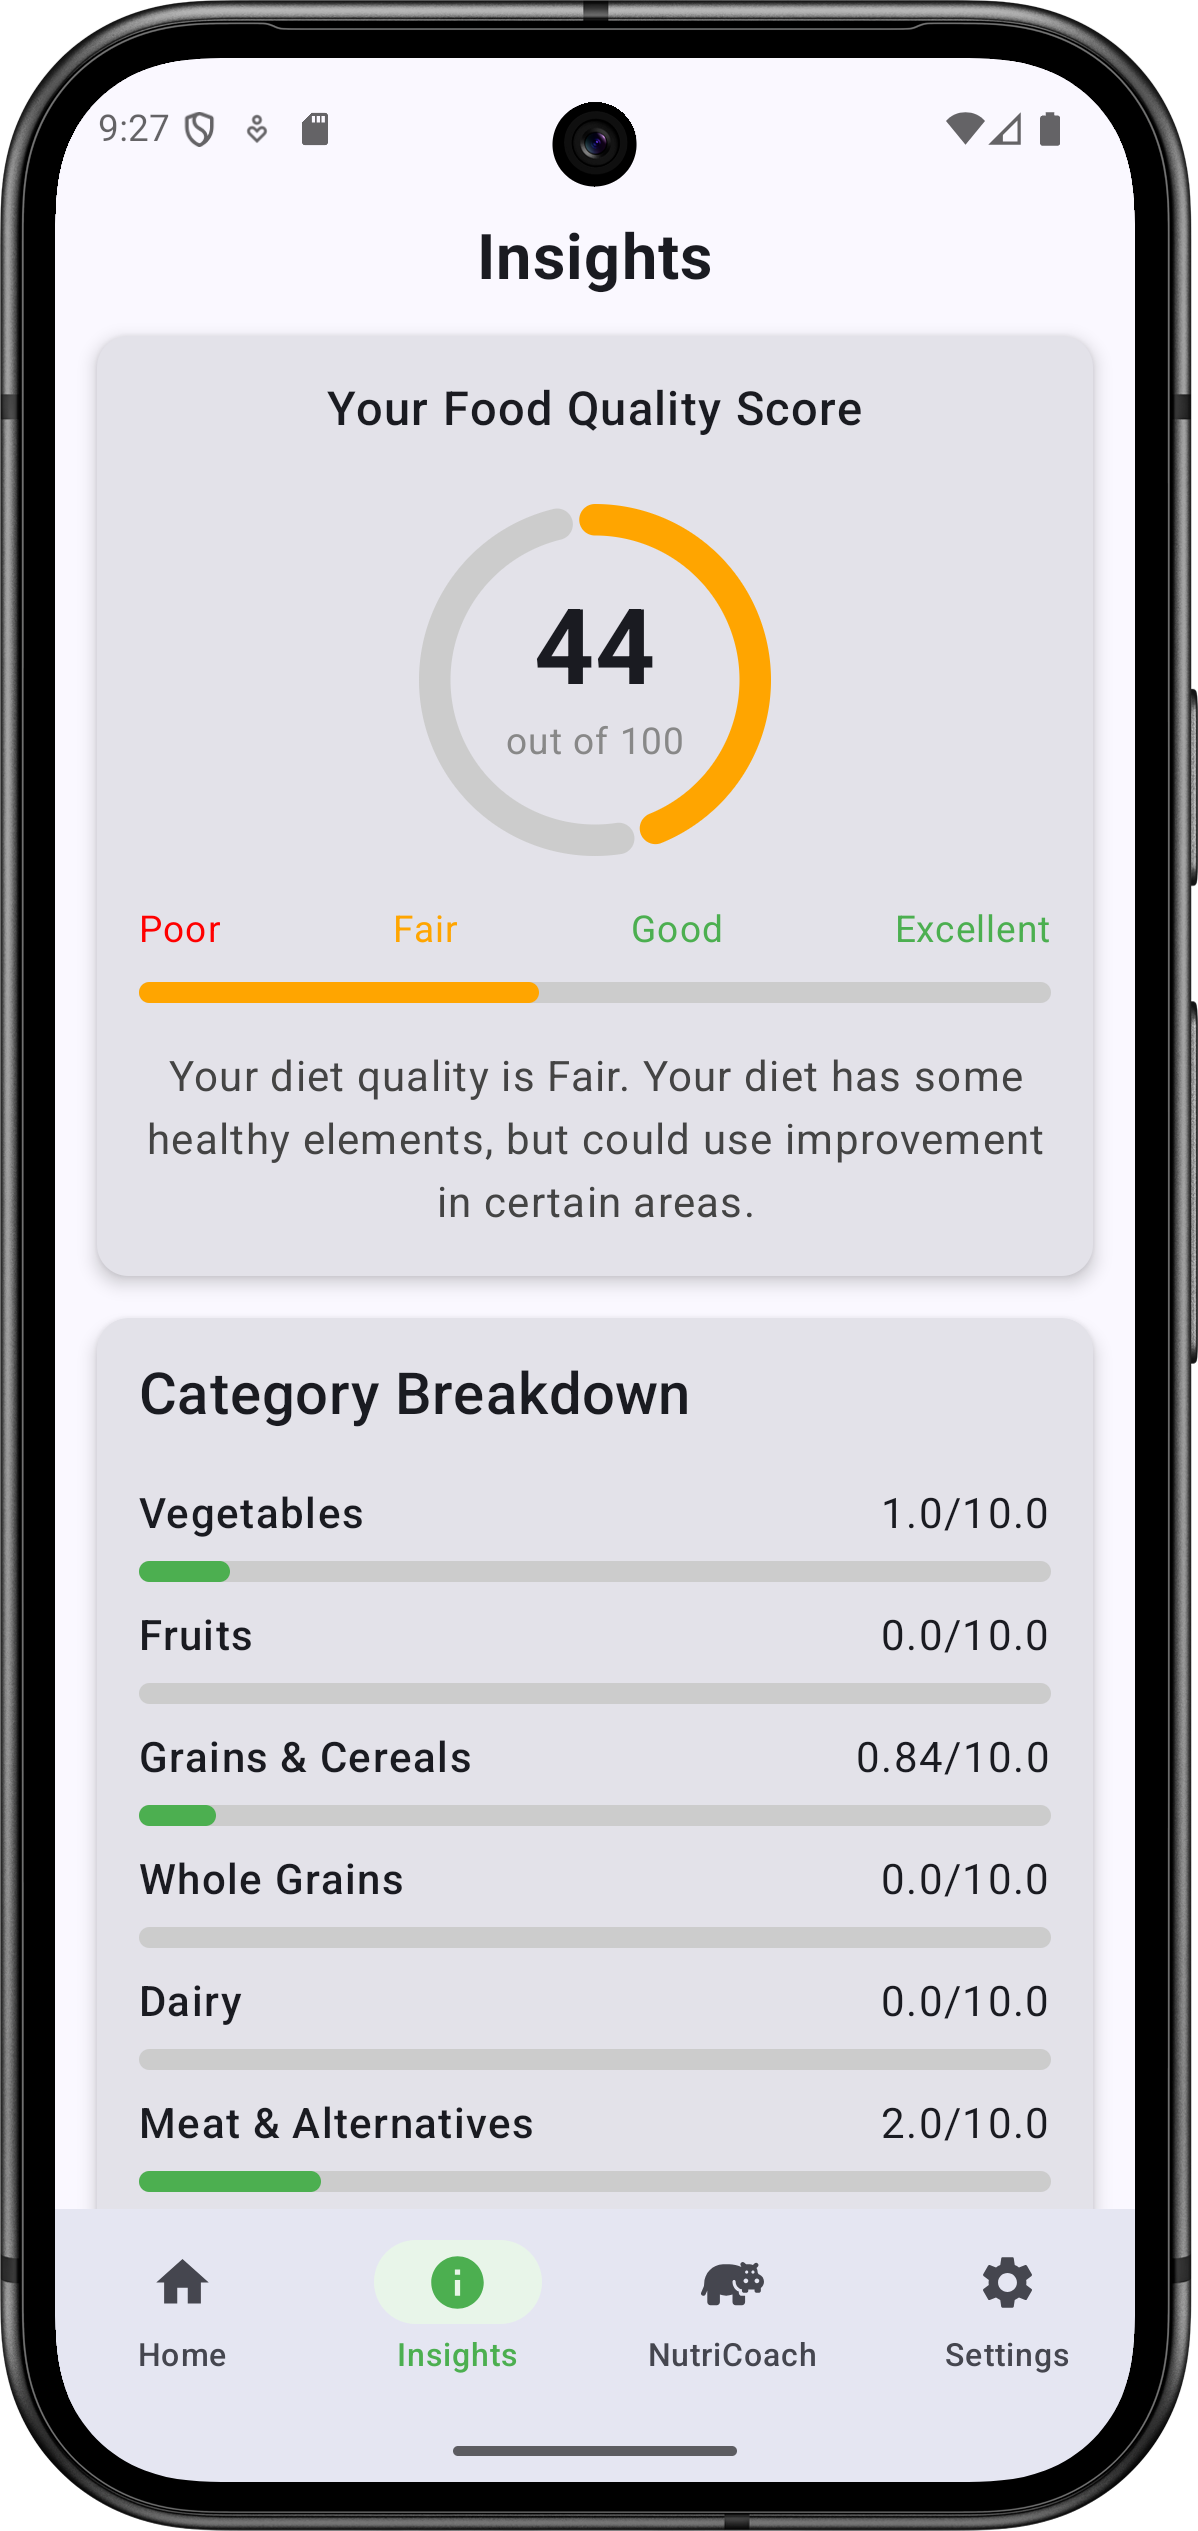 9:27
Insights
Your Food Quality Score
44
out of 100
Poor Fair Good Excellent
Your diet quality is Fair. Your diet has some
healthy elements, but could use improvement
in certain areas.
Category Breakdown
Vegetables 1.0/10.0
Fruits 0.0/10.0
Grains & Cereals 0.84/10.0
Whole Grains 0.0/10.0
Dairy 0.0/10.0
Meat & Alternatives 2.0/10.0
Home Insights NutriCoach Settings